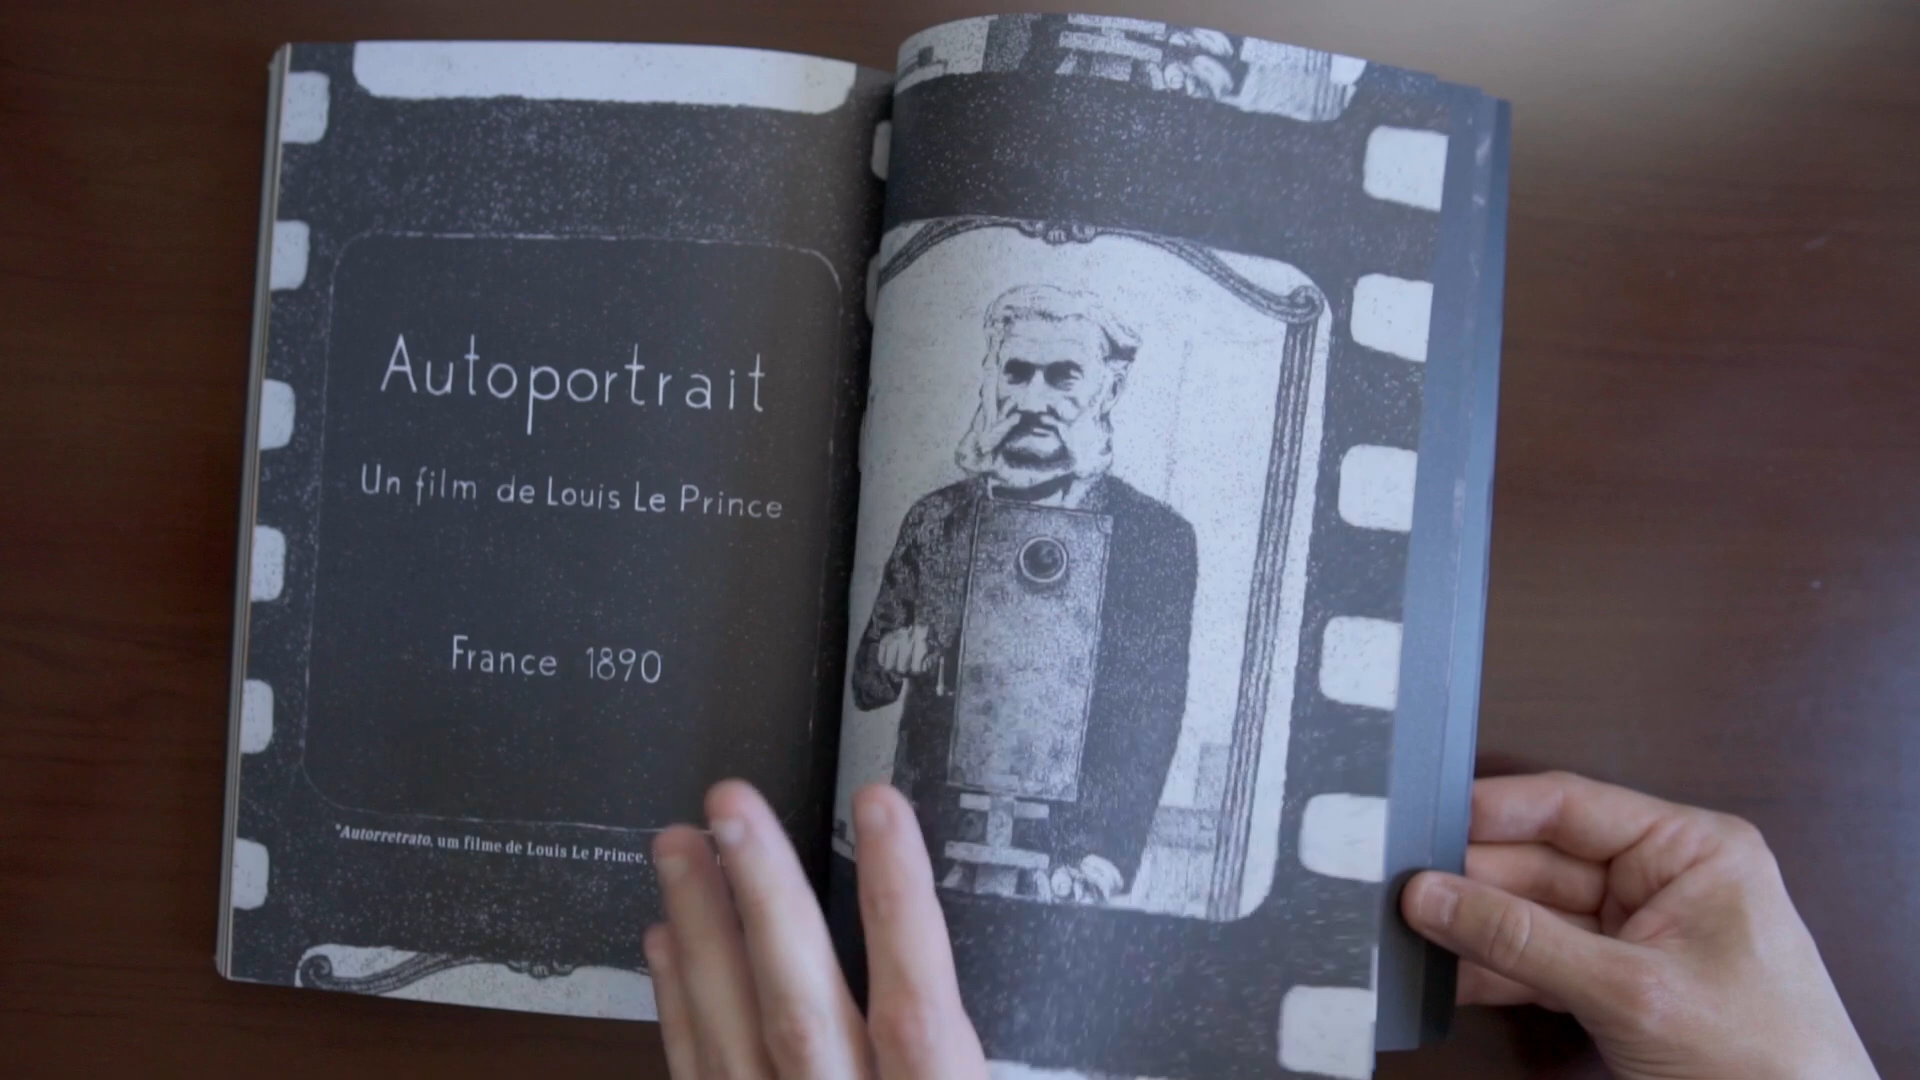 Autoportrait
Un film de Louis Le Prince
France 1890
*Autorretrato, um filme de Louis Le Prince,